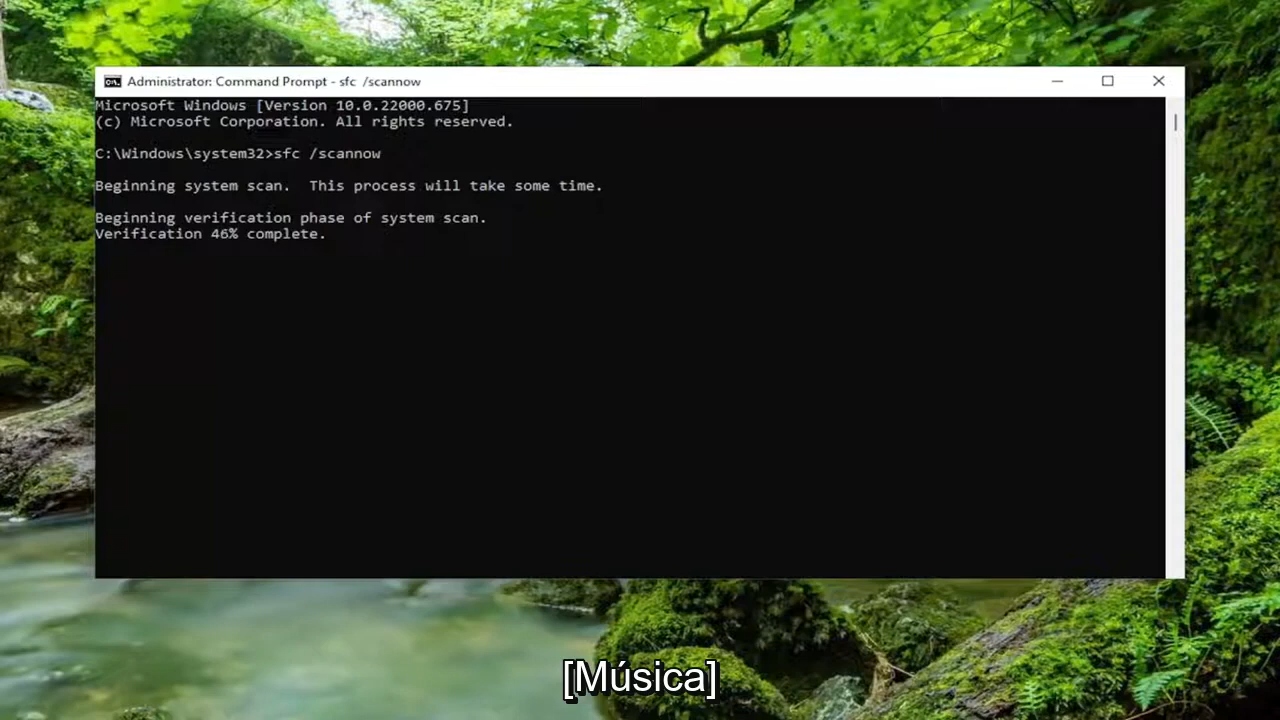 Administrator: Command Prompt - sfc  /scannow
Microsoft Windows [Version 10.0.22000.675]
(c) Microsoft Corporation. All rights reserved.
C:\Windows\system32>sfc /scannow
Beginning system scan.  This process will take some time.
Beginning verification phase of system scan.
Verification 46% complete.
[Música]